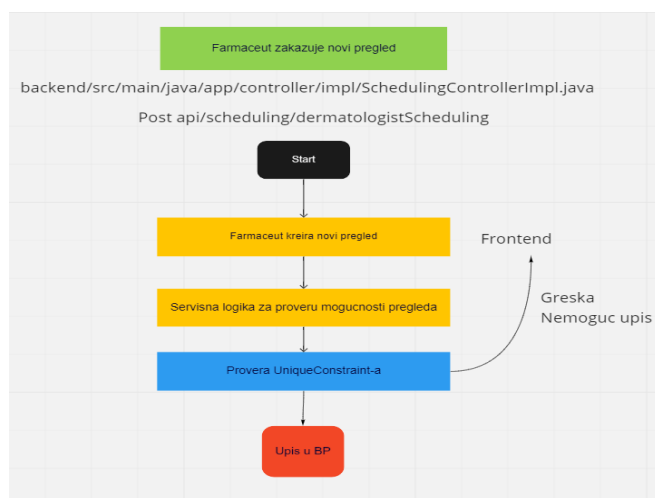 Farmaceut zakazuje novi pregled
backend/src/main/java/app/controller/impl/SchedulingControllerImpl.java
Post api/scheduling/dermatologistScheduling
Start
Farmaceut kreira novi pregled
Frontend
Servisna logika za proveru mogucnosti pregleda
Greska
Nemoguc upis
Provera UniqueConstraint-a
Upis u BP